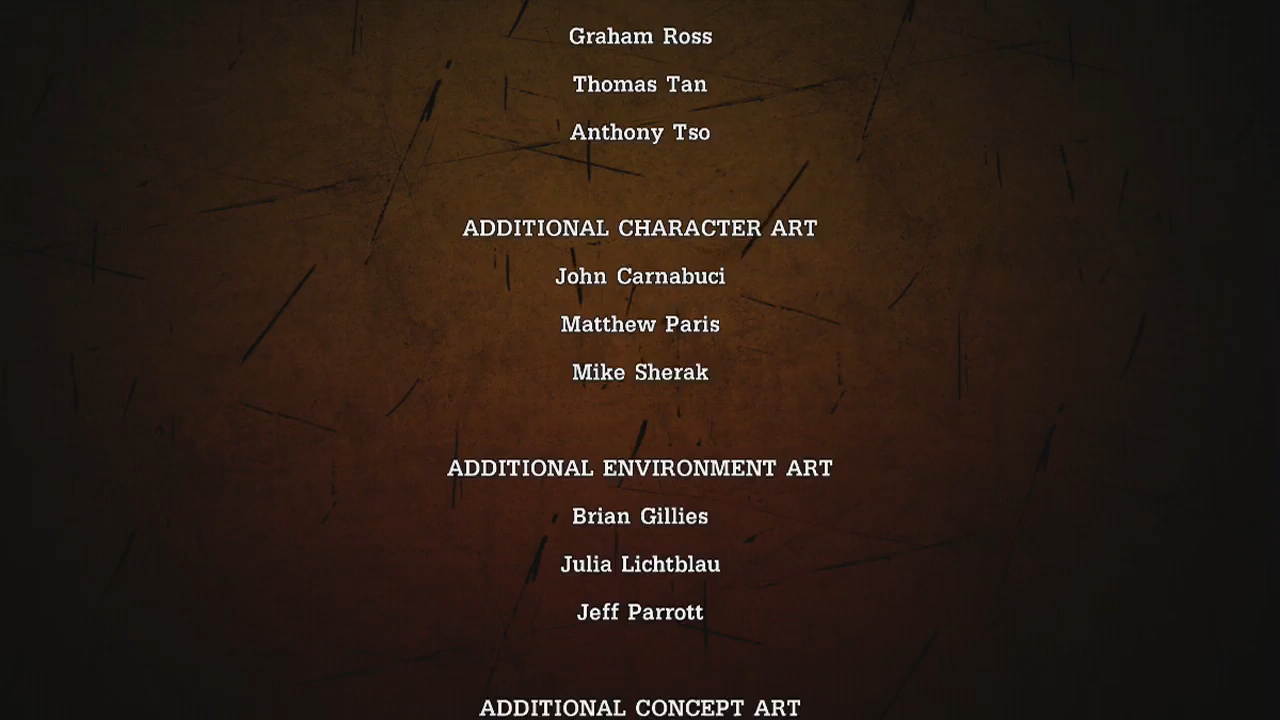 Graham Ross
Thomas Tan
Anthony Tso
ADDITIONAL CHARACTER ART
John Carnabuci
Matthew Paris
Mike Sherak
ADDITIONAL ENVIRONMENT ART
Brian Gillies
Julia Lichtblau
Jeff Parrott
ADDITIONAL CONCEPT ART